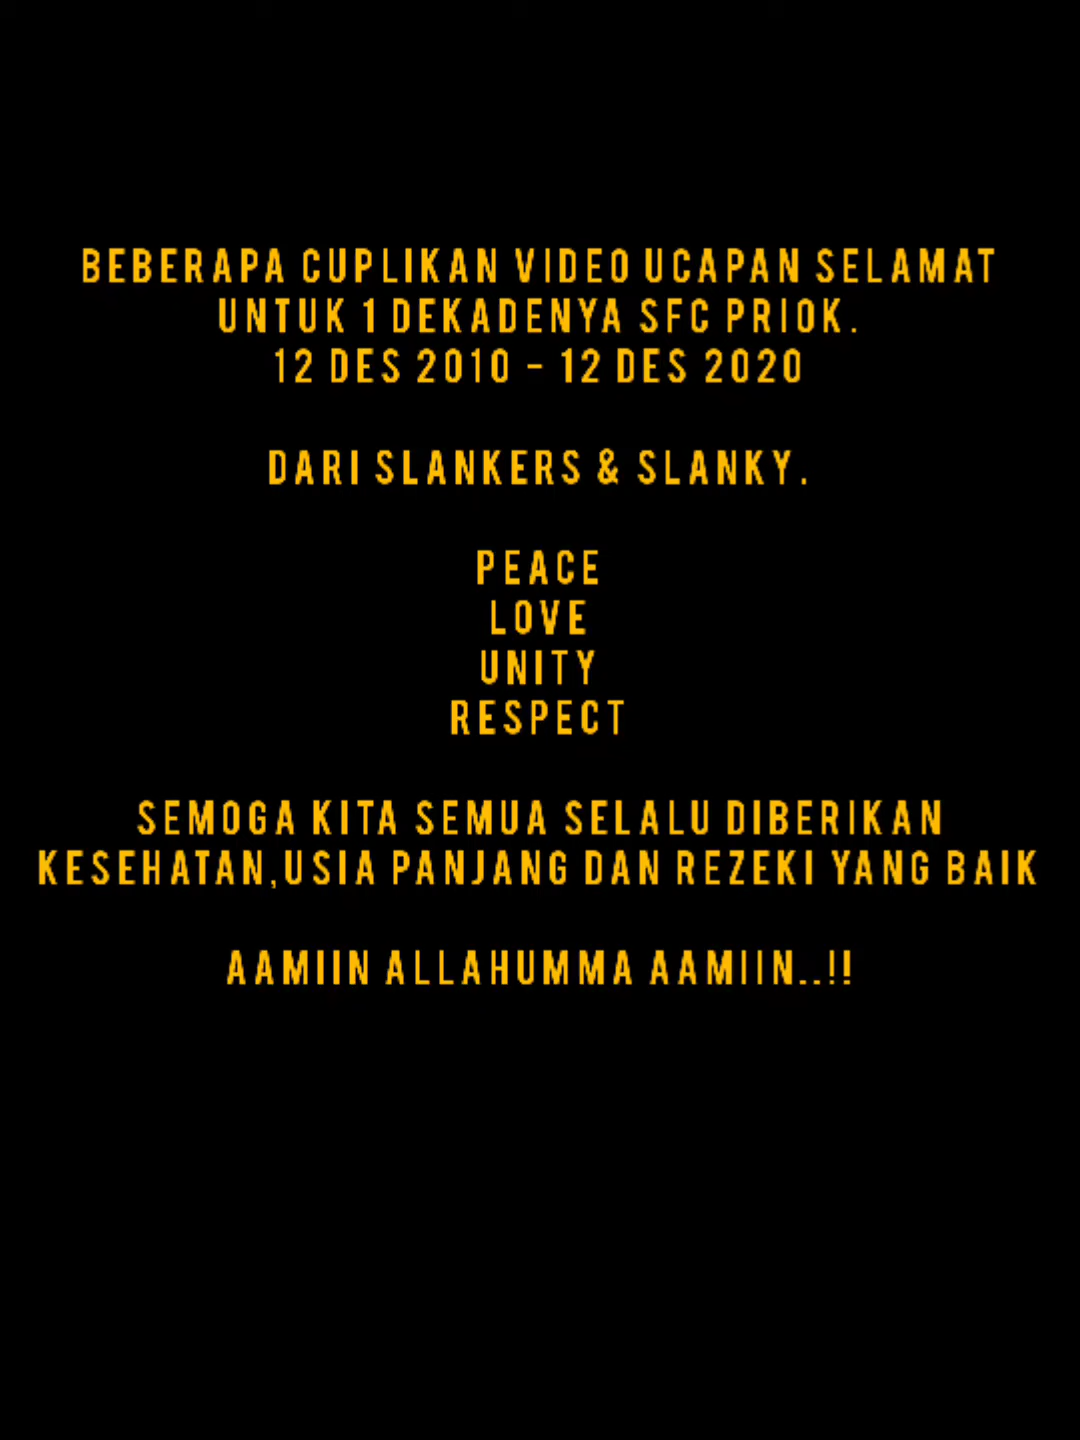 BEBERAPA CUPLIKAN VIDEO UCAPAN SELAMAT
UNTUK 1 DEKADENYA SFC PRIOK.
12 DES 2010 - 12 DES 2020
DARI SLANKERS & SLANKY.
PEACE
LOVE
UNITY
RESPECT
SEMOGA KITA SEMUA SELALU DIBERIKAN
KESEHATAN,USIA PANJANG DAN REZEKI YANG BAIK
AAMIIN ALLAHUMMA AAMIIN..!!